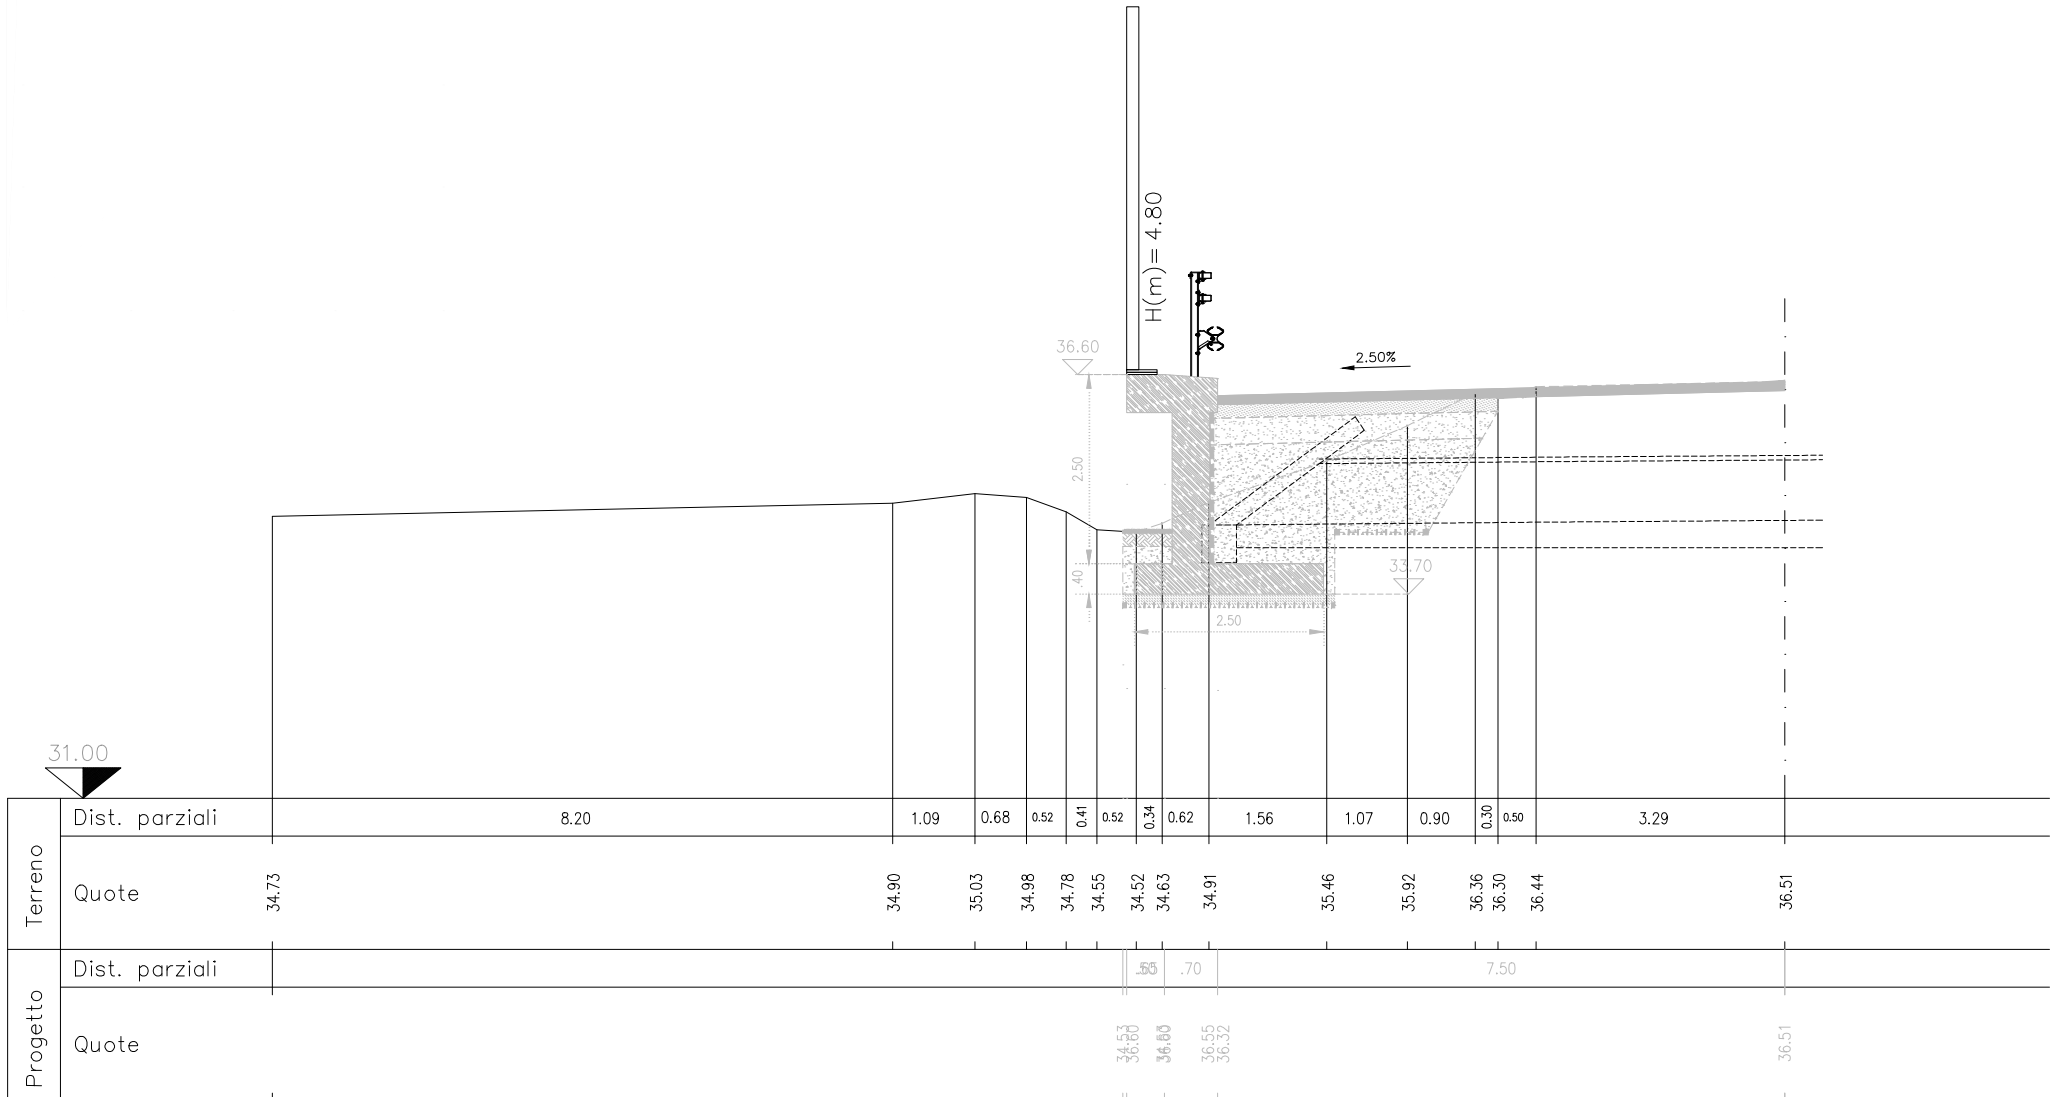 H(m)= 4.80
36.60
2.50%
2.50
.40
33.70
2.50
31.00
Terreno
Dist. parziali
8.20 1.09 0.68 0.52 0.41 0.52 0.34 0.62 1.56 1.07 0.90 0.30 0.50 3.29
Quote
34.73 34.90 35.03 34.98 34.78 34.55 34.52 34.63 34.91 35.46 35.92 36.36 36.30 36.44 36.51
Progetto
Dist. parziali
.70 7.50
Quote
34.53 36.60 36.55 36.32 36.51